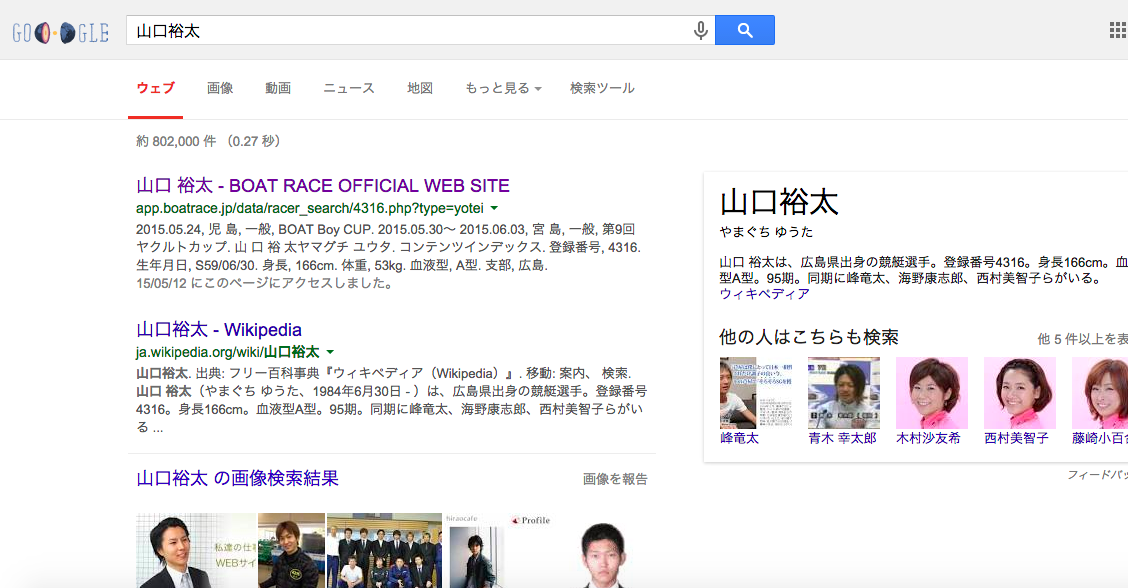 GOOGLE
山口裕太
ウェブ 画像 動画 ニュース 地図 もっと見る 検索ツール
約 802,000 件 （0.27 秒）
山口 裕太 - BOAT RACE OFFICIAL WEB SITE
app.boatrace.jp/data/racer_search/4316.php?type=yotei
2015.05.24, 児 島, 一般, BOAT Boy CUP. 2015.05.30～ 2015.06.03, 宮 島, 一般, 第9回
ヤクルトカップ. 山 口 裕 太ヤマグチ ユウタ. コンテンツインデックス. 登録番号, 4316.
生年月日, S59/06/30. 身長, 166cm. 体重, 53kg. 血液型, A型. 支部, 広島.
15/05/12 にこのページにアクセスしました。
山口裕太 - Wikipedia
ja.wikipedia.org/wiki/山口裕太
山口裕太. 出典: フリー百科事典『ウィキペディア（Wikipedia）』. 移動: 案内、 検索.
山口 裕太（やまぐち ゆうた、1984年6月30日 - ）は、広島県出身の競艇選手。登録番号
4316。身長166cm。血液型A型。95期。同期に峰竜太、海野康志郎、西村美智子らがい
る ...
山口裕太 の画像検索結果 画像を報告
私達の仕事
WEBサイ
hiraocafe
Profile
山口裕太
やまぐち ゆうた
山口 裕太は、広島県出身の競艇選手。登録番号4316。身長166cm。血
型A型。95期。同期に峰竜太、海野康志郎、西村美智子らがいる。
ウィキペディア
他の人はこちらも検索 他 5 件以上を表
峰竜太 青木 幸太郎 木村沙友希 西村美智子 藤崎小百合
フィードバッ